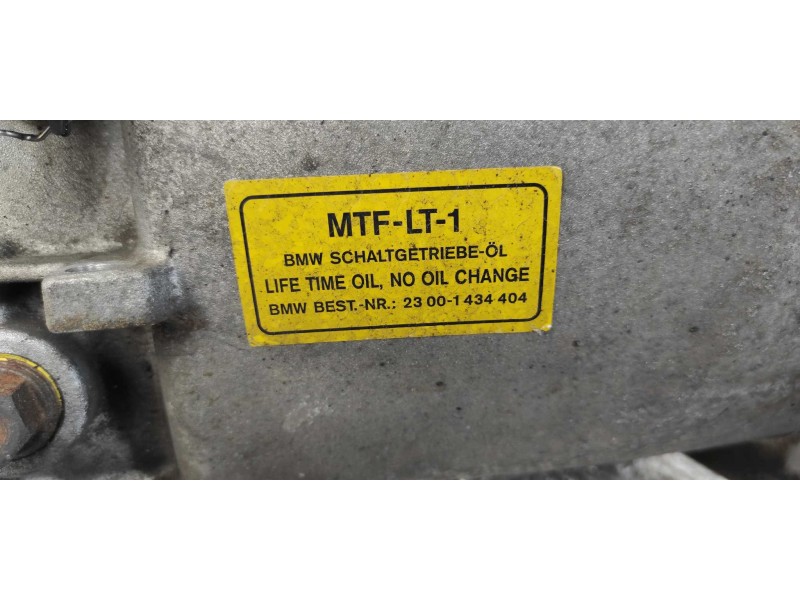 MTF-LT-1
BMW SCHALTGETRIEBE-ÖL
LIFE TIME OIL, NO OIL CHANGE
BMW BEST.-NR.: 23 00-1 434 404